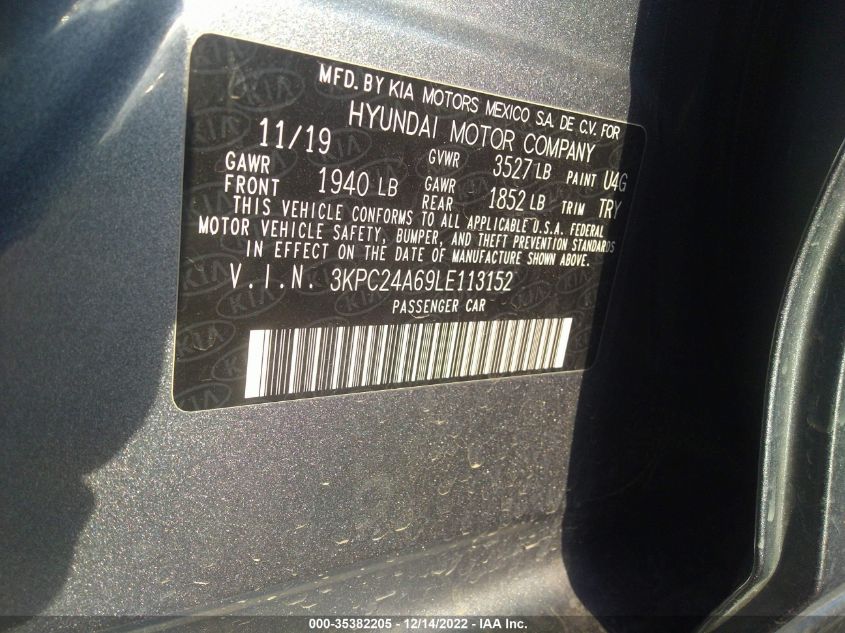 MFD. BY KIA MOTORS MEXICO S.A. DE C.V. FOR
HYUNDAI MOTOR COMPANY
11/19
GVWR 3527 LB PAINT U4G
GAWR FRONT 1940 LB GAWR REAR 1852 LB TRIM TRY
THIS VEHICLE CONFORMS TO ALL APPLICABLE U.S.A. FEDERAL
MOTOR VEHICLE SAFETY, BUMPER, AND THEFT PREVENTION STANDARDS
IN EFFECT ON THE DATE OF MANUFACTURE SHOWN ABOVE.
V.I.N. 3KPC24A69LE113152
PASSENGER CAR
000-35382205 - 12/14/2022 - IAA Inc.